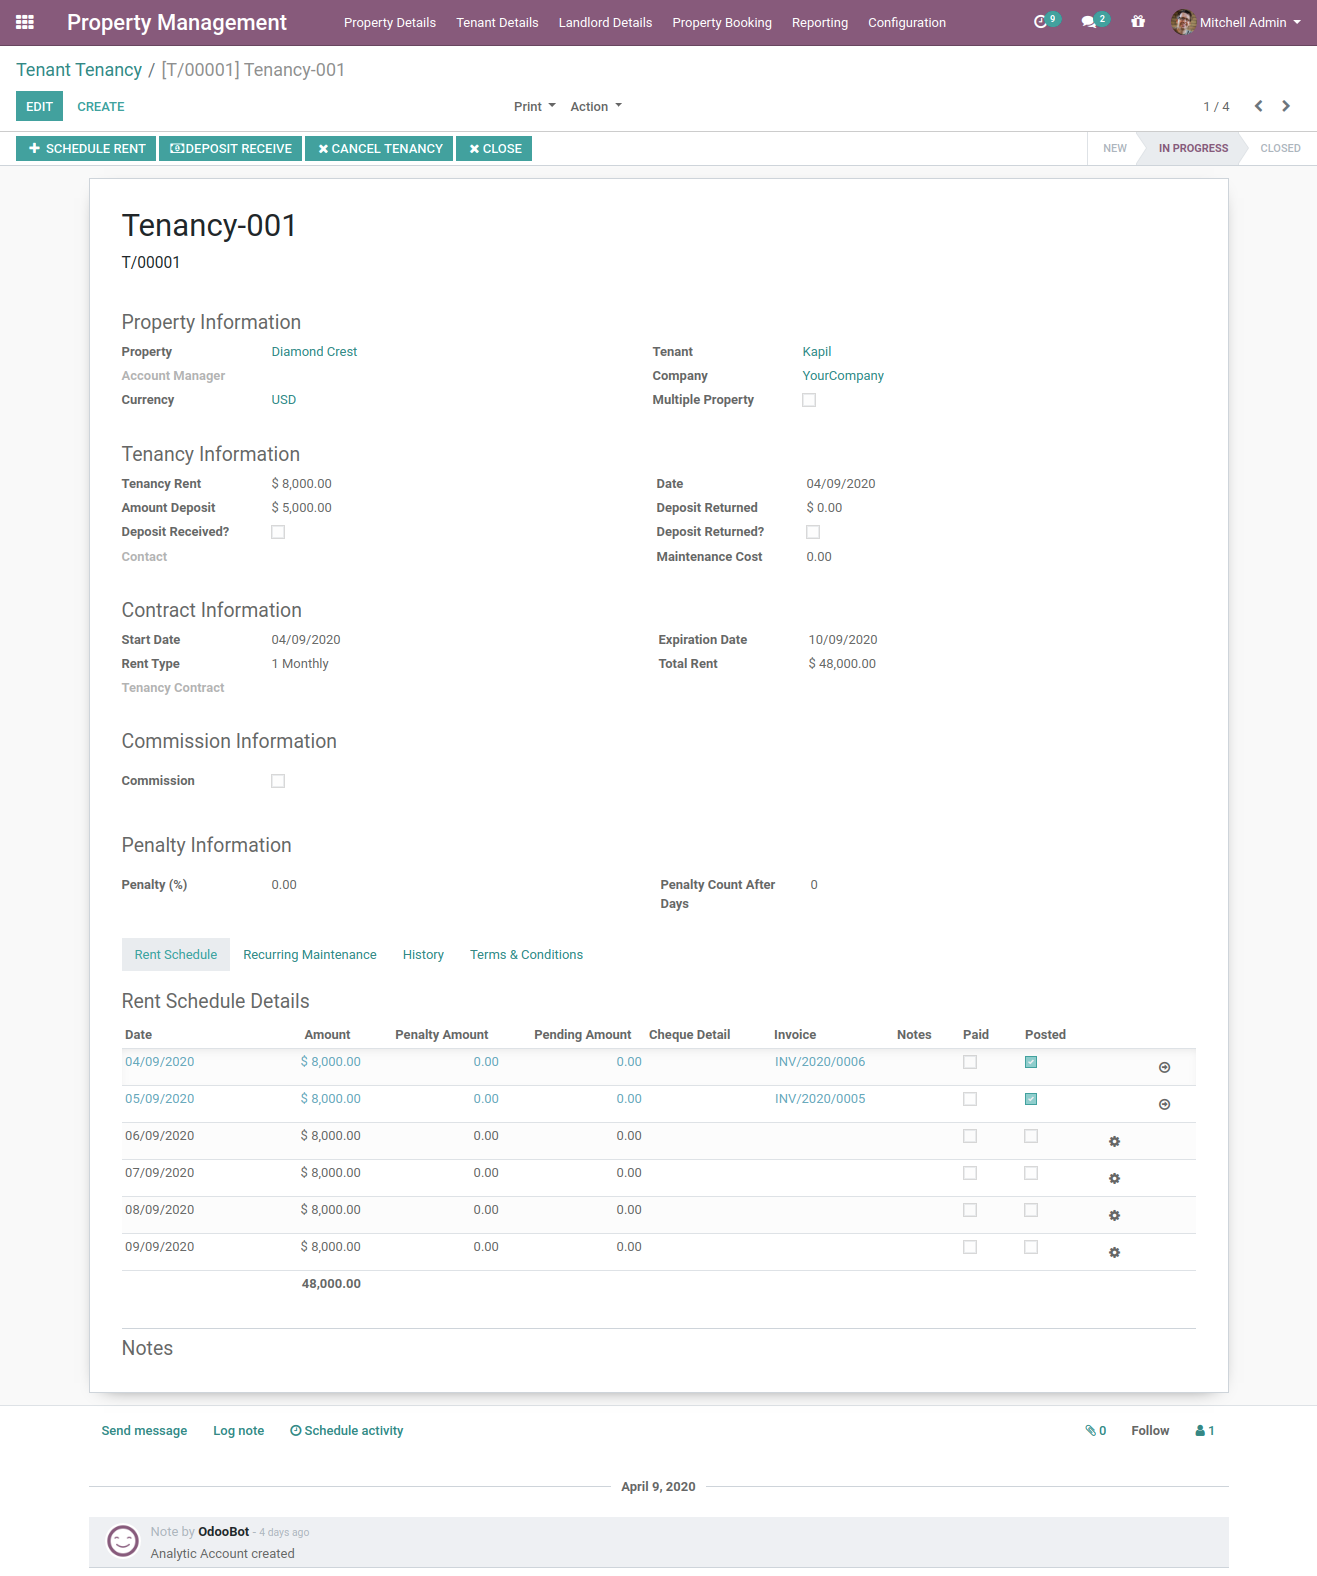 Property Management Property Details Tenant Details Landlord Details Property Booking Reporting Configuration 9 2 Mitchell Admin
Tenant Tenancy / [T/00001] Tenancy-001
EDIT CREATE Print Action 1 / 4
SCHEDULE RENT DEPOSIT RECEIVE CANCEL TENANCY CLOSE NEW IN PROGRESS CLOSED
Tenancy-001
T/00001
Property Information
Property Diamond Crest Tenant Kapil
Account Manager Company YourCompany
Currency USD Multiple Property
Tenancy Information
Tenancy Rent $ 8,000.00 Date 04/09/2020
Amount Deposit $ 5,000.00 Deposit Returned $ 0.00
Deposit Received? Deposit Returned?
Contact Maintenance Cost 0.00
Contract Information
Start Date 04/09/2020 Expiration Date 10/09/2020
Rent Type 1 Monthly Total Rent $ 48,000.00
Tenancy Contract
Commission Information
Commission
Penalty Information
Penalty (%) 0.00 Penalty Count After 0
Days
Rent Schedule Recurring Maintenance History Terms & Conditions
Rent Schedule Details
Date Amount Penalty Amount Pending Amount Cheque Detail Invoice Notes Paid Posted
04/09/2020 $ 8,000.00 0.00 0.00 INV/2020/0006
05/09/2020 $ 8,000.00 0.00 0.00 INV/2020/0005
06/09/2020 $ 8,000.00 0.00 0.00
07/09/2020 $ 8,000.00 0.00 0.00
08/09/2020 $ 8,000.00 0.00 0.00
09/09/2020 $ 8,000.00 0.00 0.00
48,000.00
Notes
Send message Log note Schedule activity 0 Follow 1
April 9, 2020
Note by OdooBot - 4 days ago
Analytic Account created